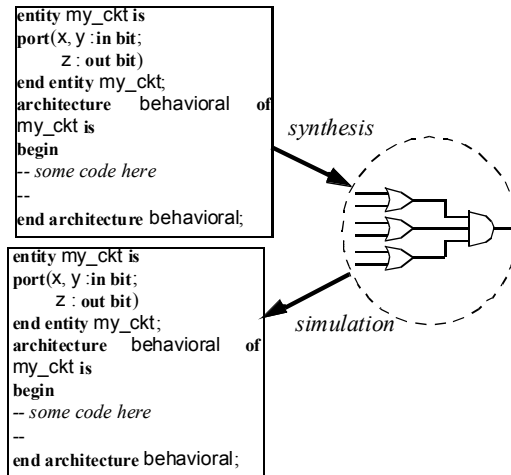 entity my_ckt is
port(x, y :in bit;
z : out bit)
end entity my_ckt;
architecture behavioral of
my_ckt is
begin
-- some code here
--
end architecture behavioral;
synthesis
entity my_ckt is
port(x, y :in bit;
z : out bit)
end entity my_ckt;
architecture behavioral of
my_ckt is
begin
-- some code here
--
end architecture behavioral;
simulation